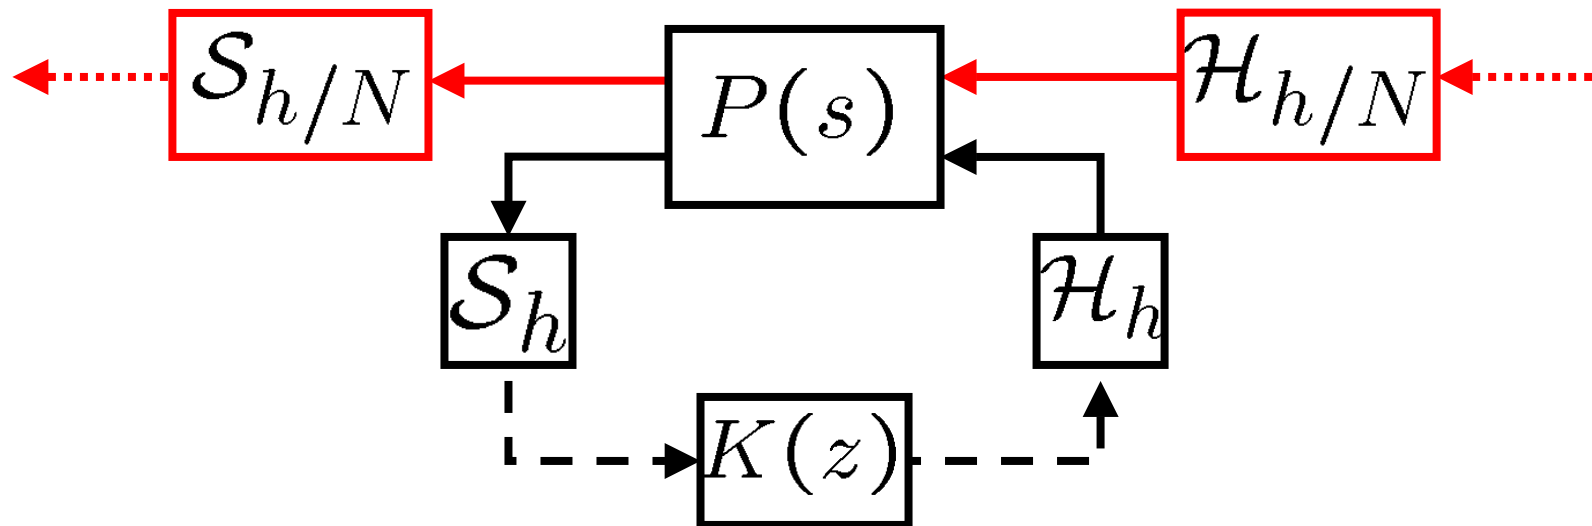 𝒮_{h/N}
P(s)
ℋ_{h/N}
𝒮_h
ℋ_h
K(z)